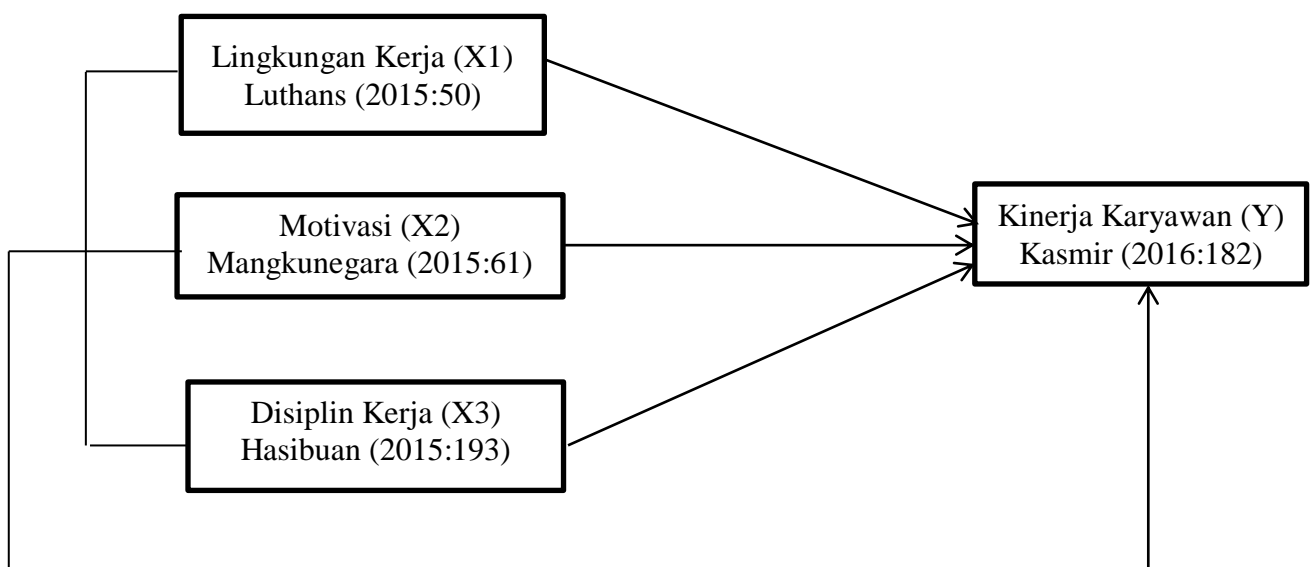 Lingkungan Kerja (X1)
Luthans (2015:50)
Motivasi (X2)
Mangkunegara (2015:61)
Disiplin Kerja (X3)
Hasibuan (2015:193)
Kinerja Karyawan (Y)
Kasmir (2016:182)